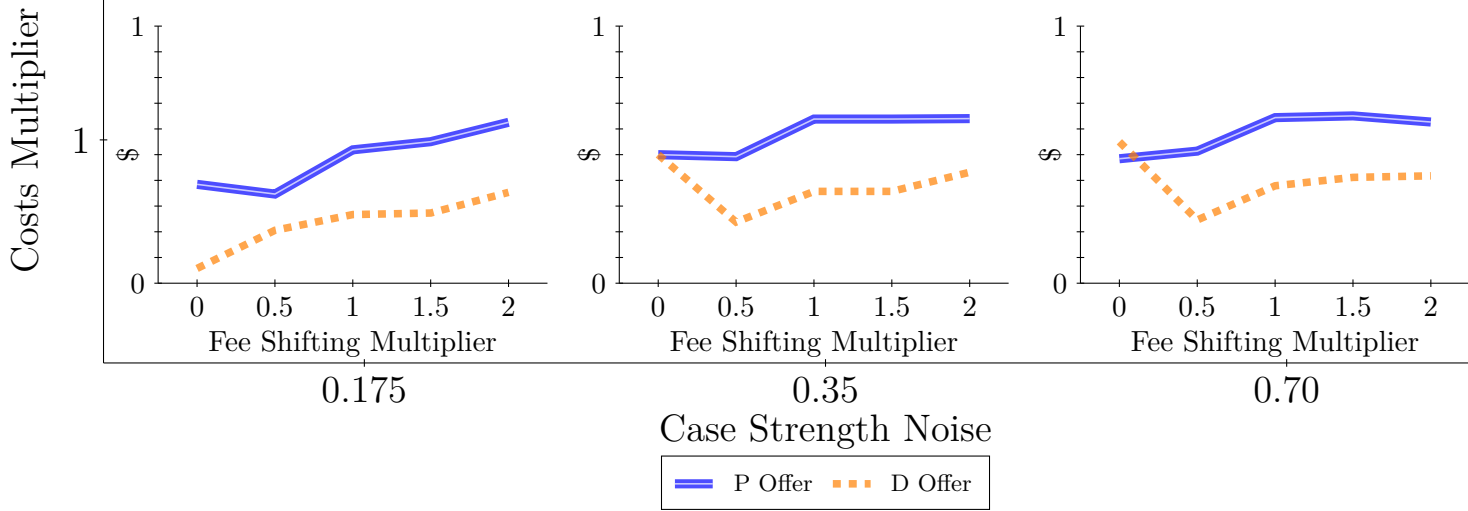 Costs Multiplier
1
1
$
0
0 0.5 1 1.5 2
Fee Shifting Multiplier
1
$
0
0 0.5 1 1.5 2
Fee Shifting Multiplier
1
$
0
0 0.5 1 1.5 2
Fee Shifting Multiplier
0.175 0.35 0.70
Case Strength Noise
P Offer D Offer